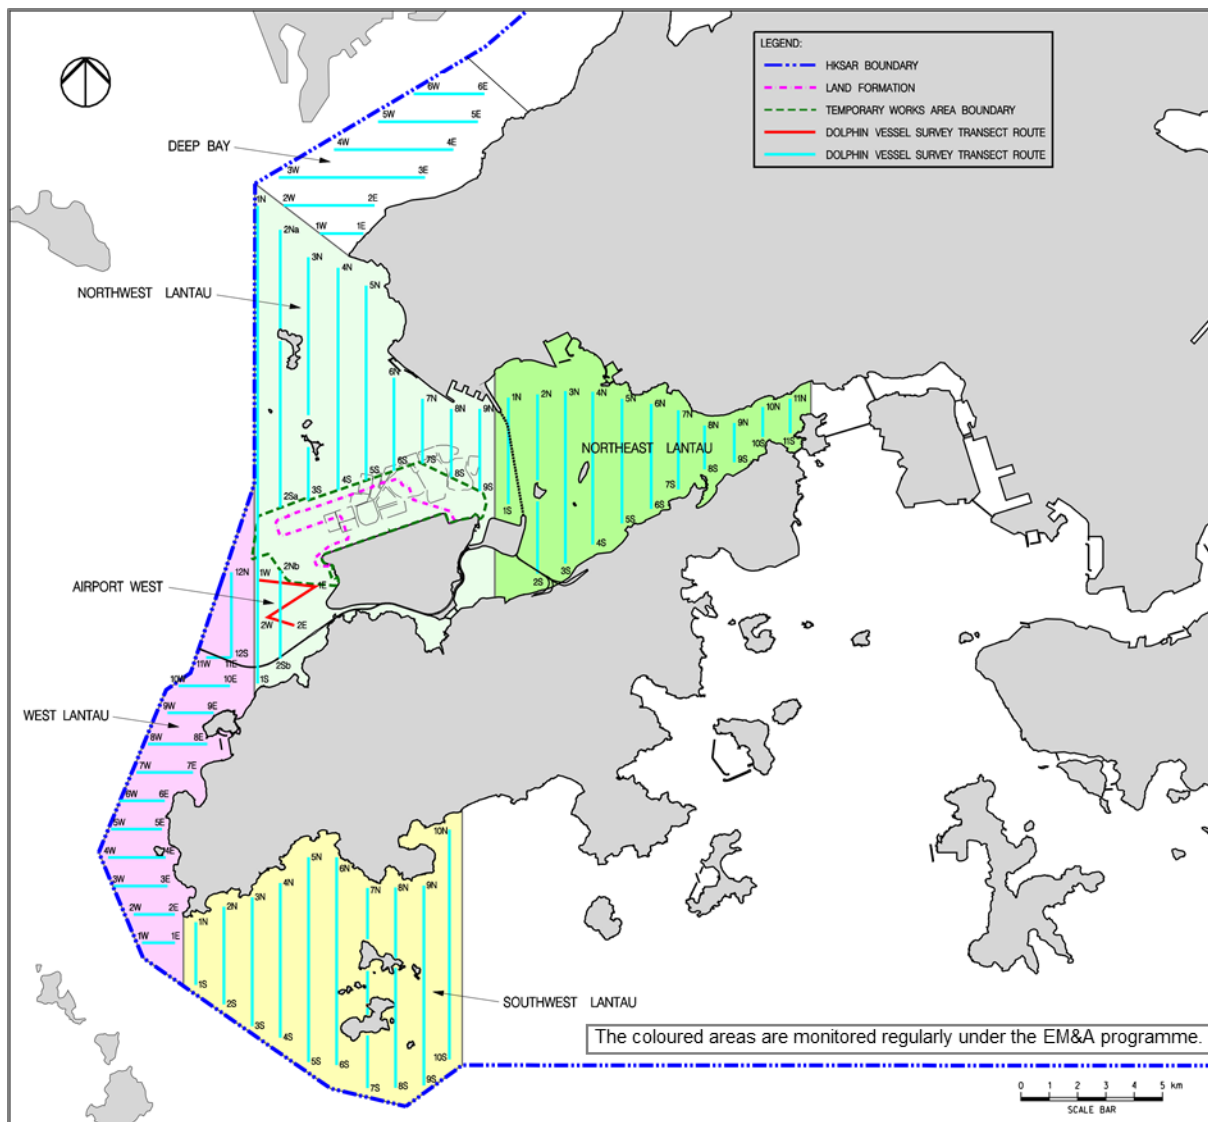 LEGEND:
HKSAR BOUNDARY
LAND FORMATION
TEMPORARY WORKS AREA BOUNDARY
DOLPHIN VESSEL SURVEY TRANSECT ROUTE
DOLPHIN VESSEL SURVEY TRANSECT ROUTE
6W 6E
5W 5E
DEEP BAY
4W 4E
3W 3E
1N 2W 2E
2Na 1W 1E
3N
4N
NORTHWEST LANTAU
5N
6N
7N 8N 9N
1N 2N 3N 4N 5N 6N 7N 8N 9N 10N 11N
NORTHEAST LANTAU
10S 11S
9S
8S
7S
6S
5S
4S
3S
2S
1S
2Sa 3S 4S 5S 6S 7S 8S 9S
12N 1W 2Nb
AIRPORT WEST
1E
2W 2E
12S
11W 11E 2Sb
10W 10E 1S
9W 9E
WEST LANTAU
8W 8E
7W 7E
6W 6E
5W 5E
4W 4E
3W 3E
2W 2E
1W 1E
1N 2N 3N 4N 5N 6N 7N 8N 9N 10N
SOUTHWEST LANTAU
1S 2S 3S 4S 5S 6S 7S 8S 9S 10S
The coloured areas are monitored regularly under the EM&A programme.
0 1 2 3 4 5 km
SCALE BAR